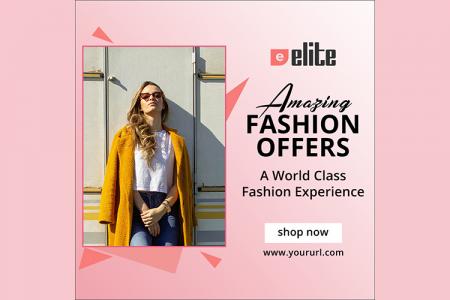 e elite
Amazing
FASHION
OFFERS
A World Class
Fashion Experience
shop now
www.yoururl.com